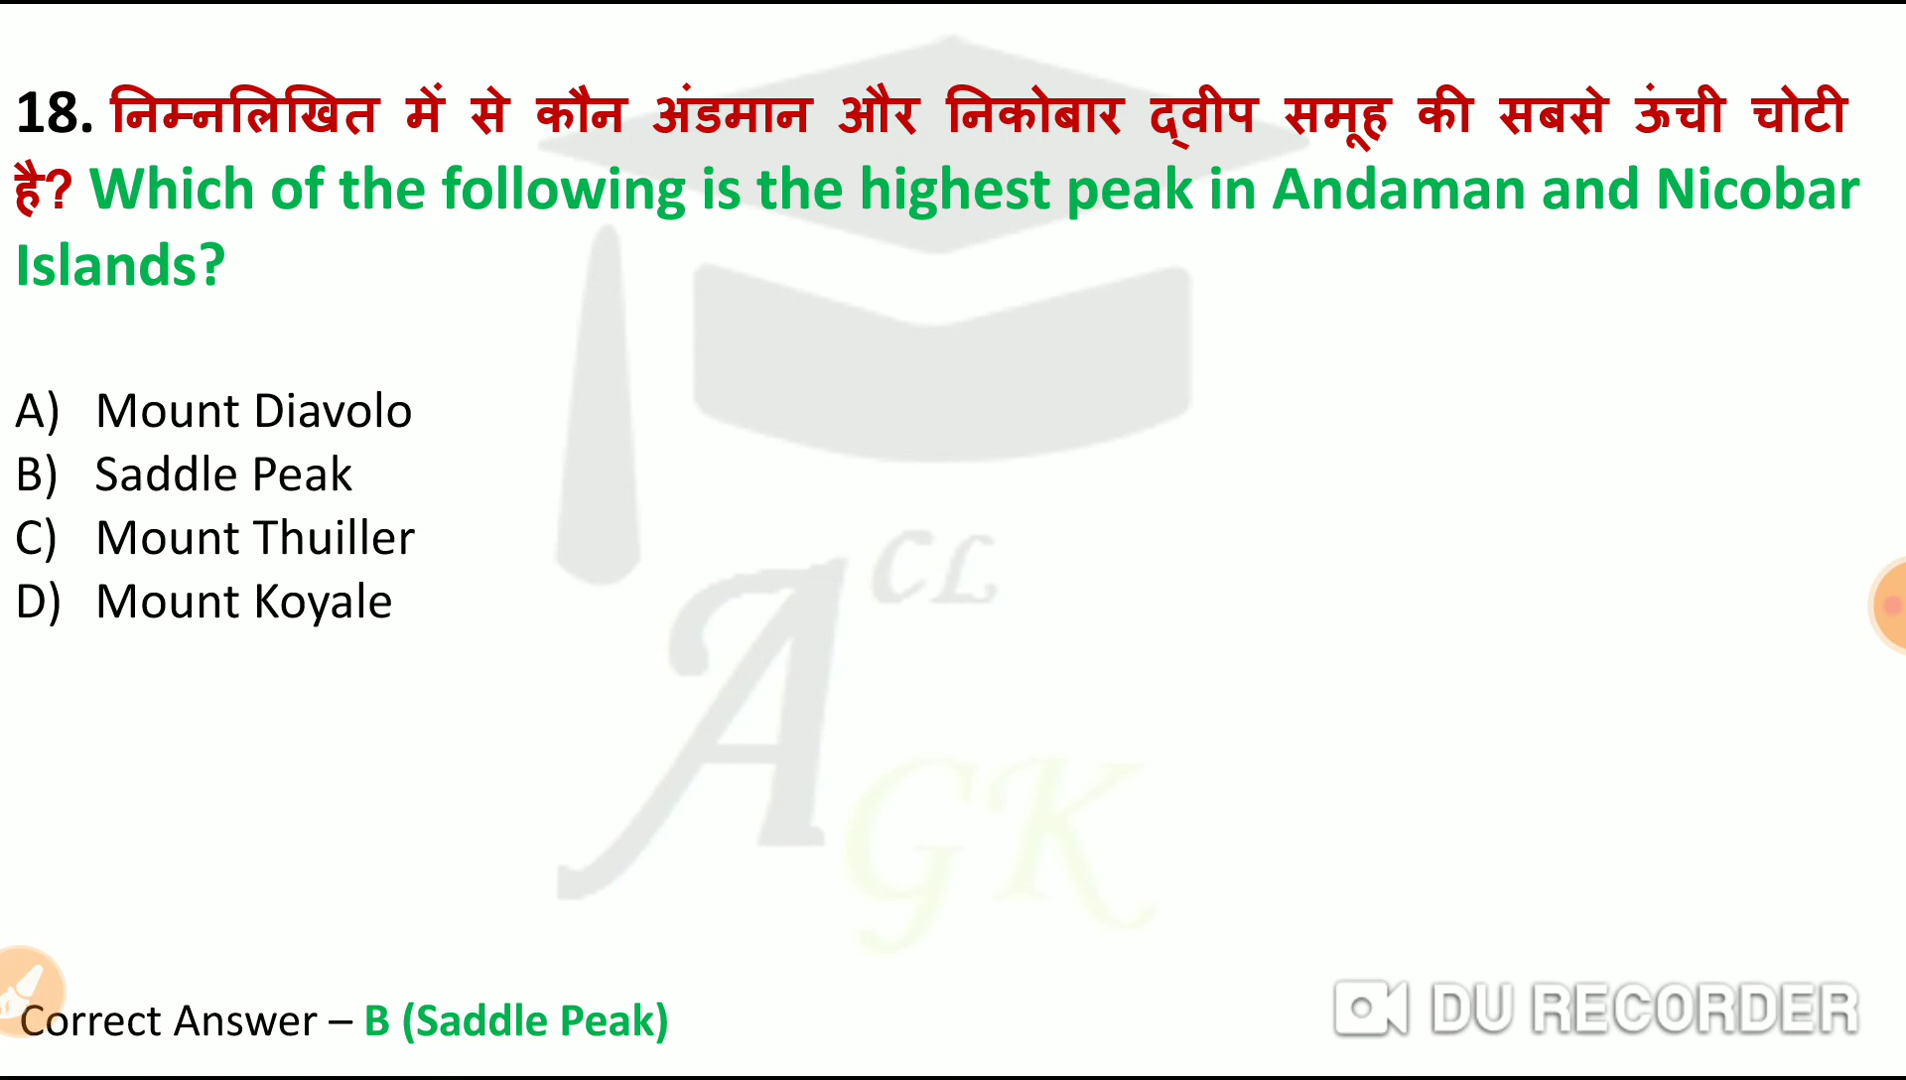 18. निम्नलिखित में से कौन अंडमान और निकोबार द्वीप समूह की सबसे ऊंची चोटी
है? Which of the following is the highest peak in Andaman and Nicobar
Islands?
A) Mount Diavolo
B) Saddle Peak
C) Mount Thuiller
D) Mount Koyale
A CL
GK
Correct Answer – B (Saddle Peak)
DU RECORDER